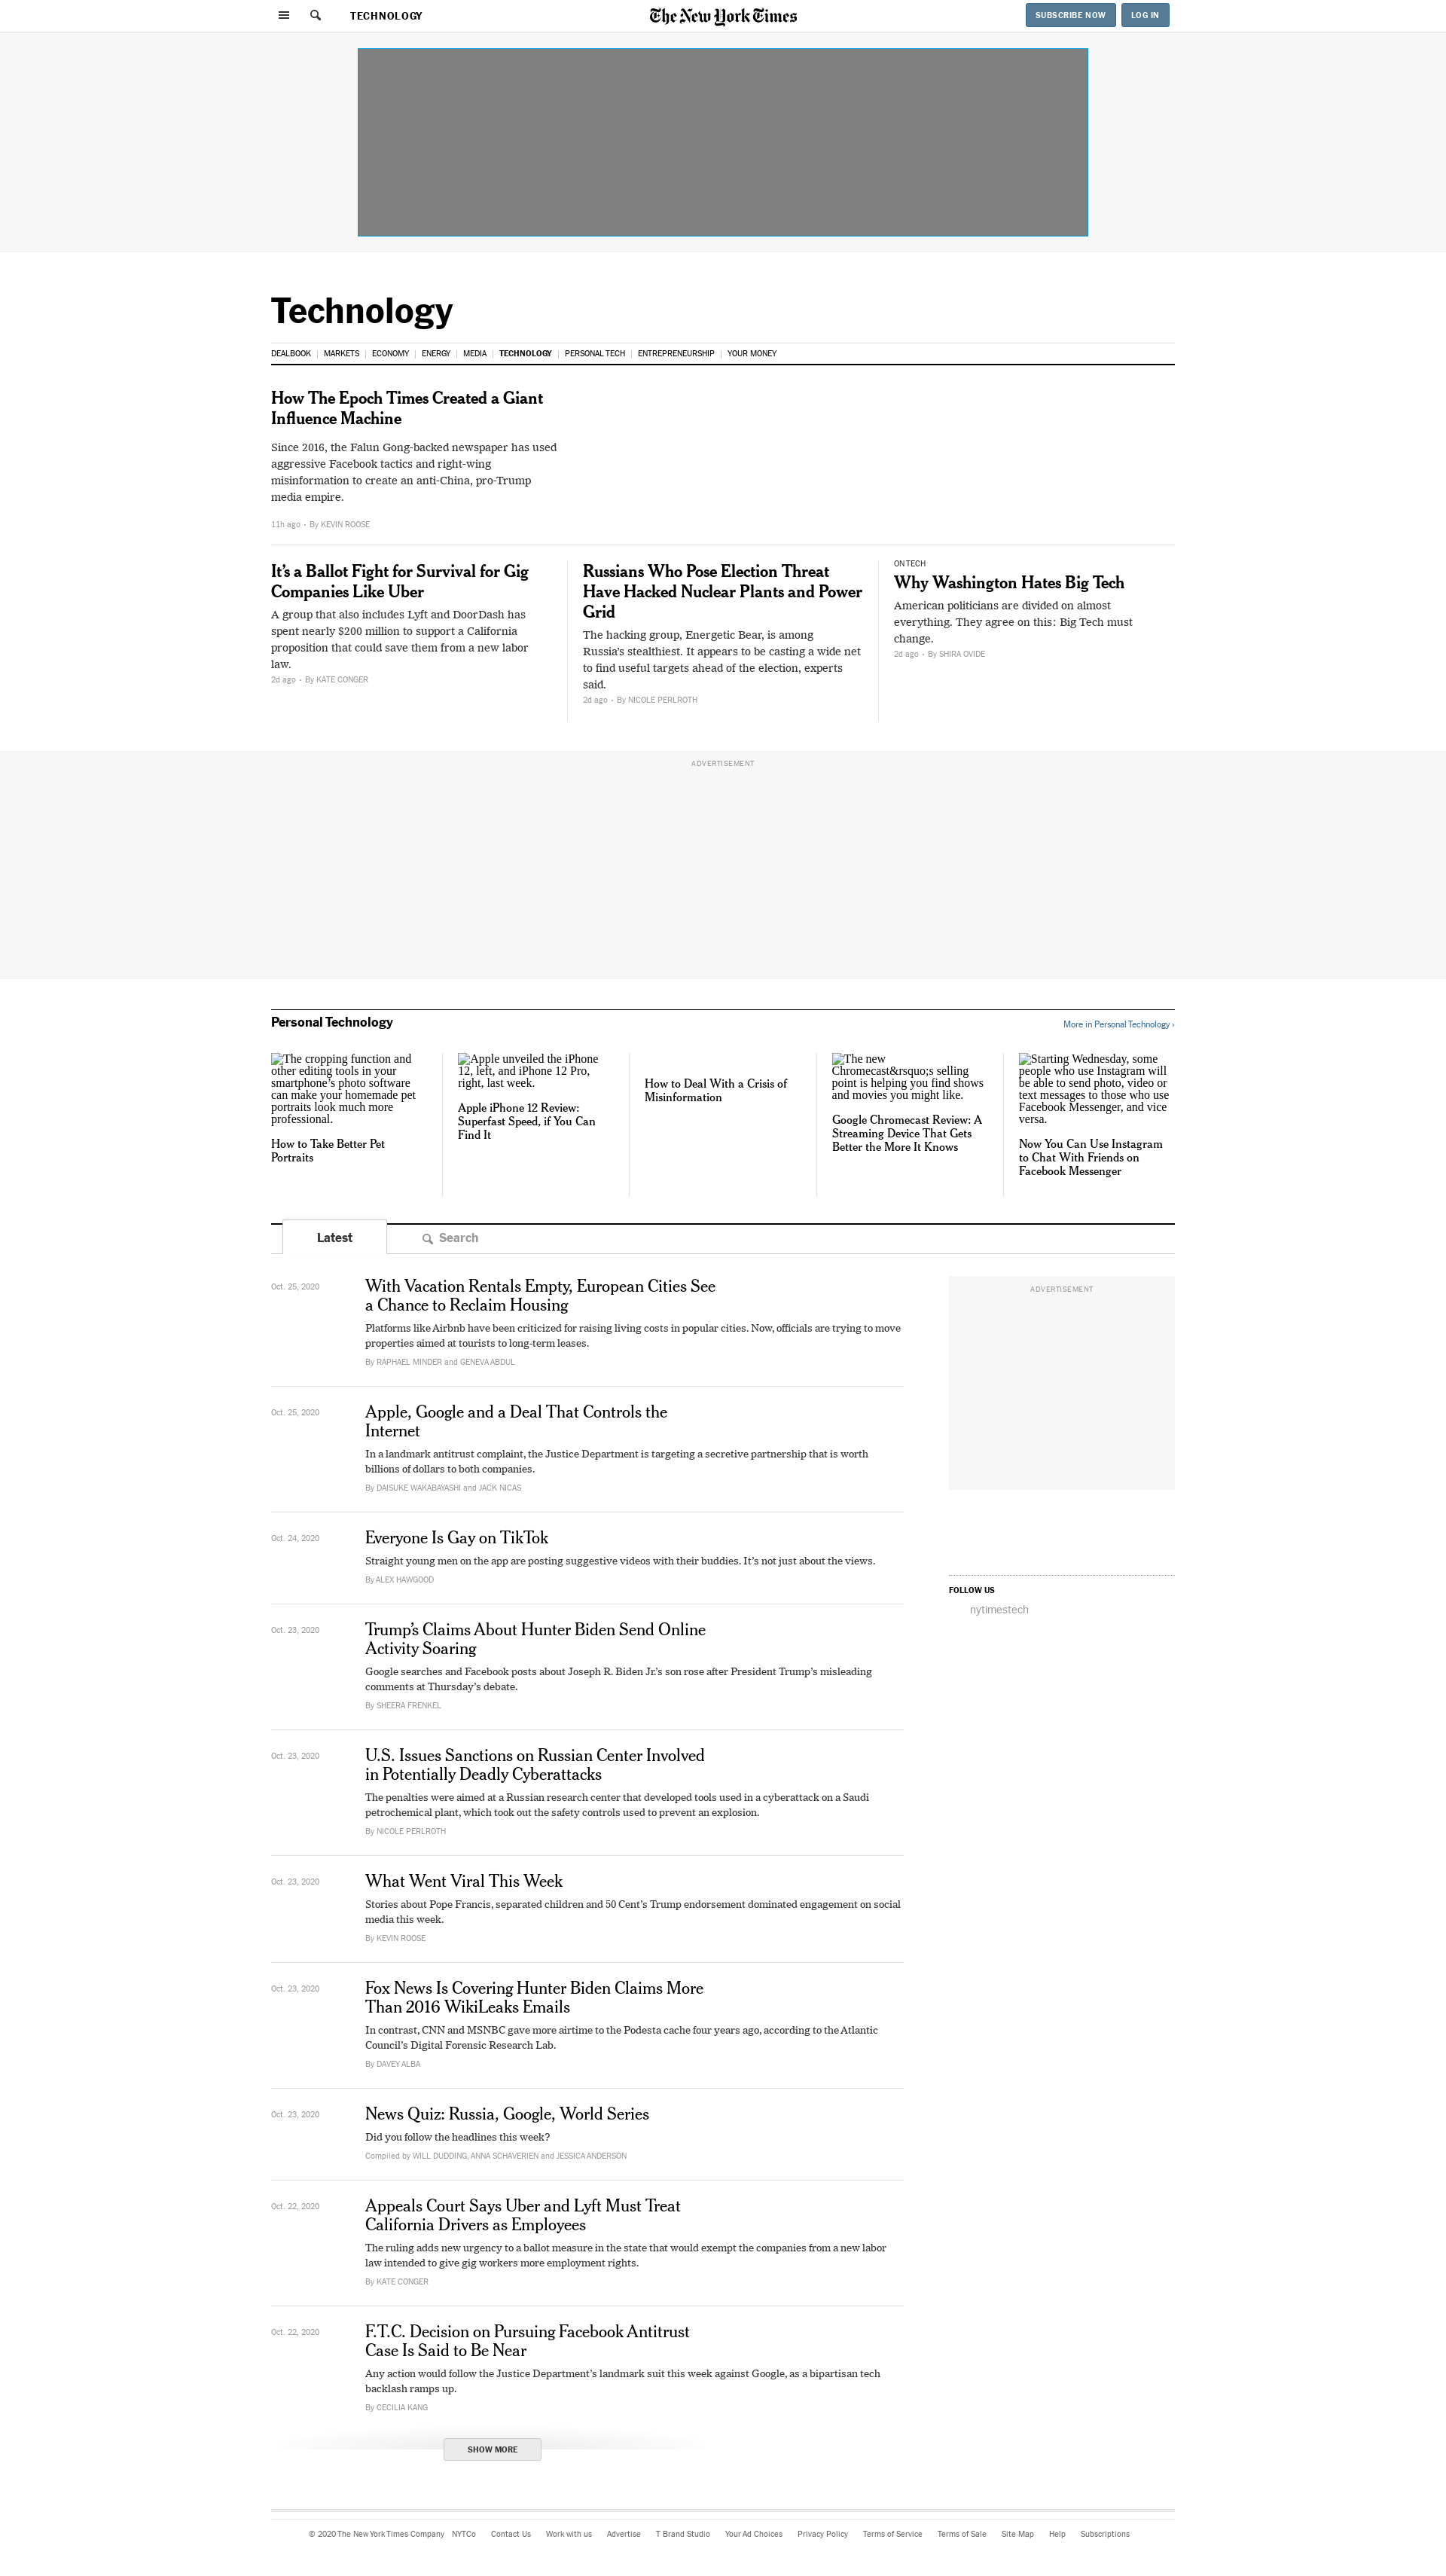 TECHNOLOGY
The New York Times
SUBSCRIBE NOW
LOG IN
Technology
DEALBOOK
MARKETS
ECONOMY
ENERGY
MEDIA
TECHNOLOGY
PERSONAL TECH
ENTREPRENEURSHIP
YOUR MONEY
How The Epoch Times Created a Giant
Influence Machine
Since 2016, the Falun Gong-backed newspaper has used
aggressive Facebook tactics and right-wing
misinformation to create an anti-China, pro-Trump
media empire.
11h ago • By KEVIN ROOSE
It’s a Ballot Fight for Survival for Gig
Companies Like Uber
A group that also includes Lyft and DoorDash has
spent nearly $200 million to support a California
proposition that could save them from a new labor
law.
2d ago • By KATE CONGER
Russians Who Pose Election Threat
Have Hacked Nuclear Plants and Power
Grid
The hacking group, Energetic Bear, is among
Russia’s stealthiest. It appears to be casting a wide net
to find useful targets ahead of the election, experts
said.
2d ago • By NICOLE PERLROTH
ON TECH
Why Washington Hates Big Tech
American politicians are divided on almost
everything. They agree on this: Big Tech must
change.
2d ago • By SHIRA OVIDE
ADVERTISEMENT
Personal Technology
More in Personal Technology ›
The cropping function and
other editing tools in your
smartphone’s photo software
can make your homemade pet
portraits look much more
professional.
How to Take Better Pet
Portraits
Apple unveiled the iPhone
12, left, and iPhone 12 Pro,
right, last week.
Apple iPhone 12 Review:
Superfast Speed, if You Can
Find It
How to Deal With a Crisis of
Misinformation
The new
Chromecast&rsquo;s selling
point is helping you find shows
and movies you might like.
Google Chromecast Review: A
Streaming Device That Gets
Better the More It Knows
Starting Wednesday, some
people who use Instagram will
be able to send photo, video or
text messages to those who use
Facebook Messenger, and vice
versa.
Now You Can Use Instagram
to Chat With Friends on
Facebook Messenger
Latest
Search
Oct. 25, 2020
With Vacation Rentals Empty, European Cities See
a Chance to Reclaim Housing
Platforms like Airbnb have been criticized for raising living costs in popular cities. Now, officials are trying to move
properties aimed at tourists to long-term leases.
By RAPHAEL MINDER and GENEVA ABDUL
ADVERTISEMENT
Oct. 25, 2020
Apple, Google and a Deal That Controls the
Internet
In a landmark antitrust complaint, the Justice Department is targeting a secretive partnership that is worth
billions of dollars to both companies.
By DAISUKE WAKABAYASHI and JACK NICAS
Oct. 24, 2020
Everyone Is Gay on TikTok
Straight young men on the app are posting suggestive videos with their buddies. It’s not just about the views.
By ALEX HAWGOOD
FOLLOW US
nytimestech
Oct. 23, 2020
Trump’s Claims About Hunter Biden Send Online
Activity Soaring
Google searches and Facebook posts about Joseph R. Biden Jr.’s son rose after President Trump’s misleading
comments at Thursday’s debate.
By SHEERA FRENKEL
Oct. 23, 2020
U.S. Issues Sanctions on Russian Center Involved
in Potentially Deadly Cyberattacks
The penalties were aimed at a Russian research center that developed tools used in a cyberattack on a Saudi
petrochemical plant, which took out the safety controls used to prevent an explosion.
By NICOLE PERLROTH
Oct. 23, 2020
What Went Viral This Week
Stories about Pope Francis, separated children and 50 Cent’s Trump endorsement dominated engagement on social
media this week.
By KEVIN ROOSE
Oct. 23, 2020
Fox News Is Covering Hunter Biden Claims More
Than 2016 WikiLeaks Emails
In contrast, CNN and MSNBC gave more airtime to the Podesta cache four years ago, according to the Atlantic
Council’s Digital Forensic Research Lab.
By DAVEY ALBA
Oct. 23, 2020
News Quiz: Russia, Google, World Series
Did you follow the headlines this week?
Compiled by WILL DUDDING, ANNA SCHAVERIEN and JESSICA ANDERSON
Oct. 22, 2020
Appeals Court Says Uber and Lyft Must Treat
California Drivers as Employees
The ruling adds new urgency to a ballot measure in the state that would exempt the companies from a new labor
law intended to give gig workers more employment rights.
By KATE CONGER
Oct. 22, 2020
F.T.C. Decision on Pursuing Facebook Antitrust
Case Is Said to Be Near
Any action would follow the Justice Department’s landmark suit this week against Google, as a bipartisan tech
backlash ramps up.
By CECILIA KANG
SHOW MORE
© 2020 The New York Times Company NYTCo Contact Us Work with us Advertise T Brand Studio Your Ad Choices Privacy Policy Terms of Service Terms of Sale Site Map Help Subscriptions